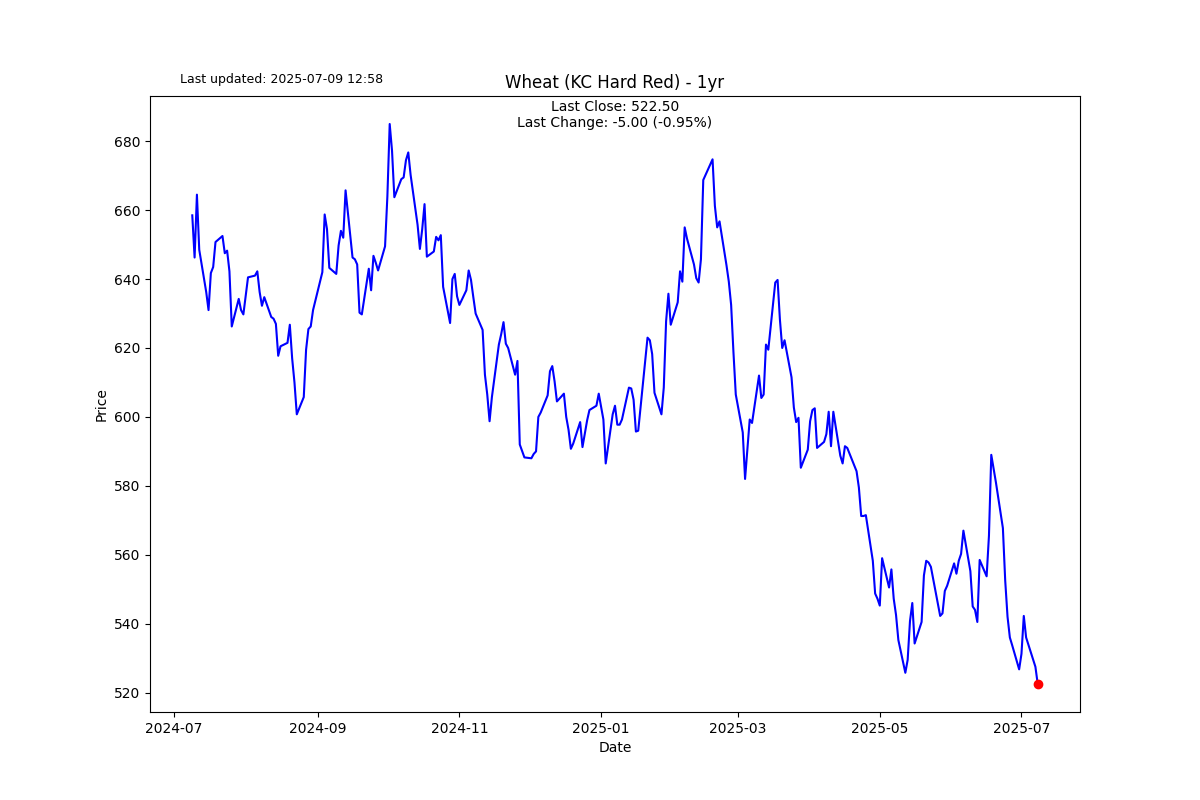 Last updated: 2025-07-09 12:58
Wheat (KC Hard Red) - 1yr
Last Close: 522.50
Last Change: -5.00 (-0.95%)
Price
680
660
640
620
600
580
560
540
520
2024-07
2024-09
2024-11
2025-01
2025-03
2025-05
2025-07
Date